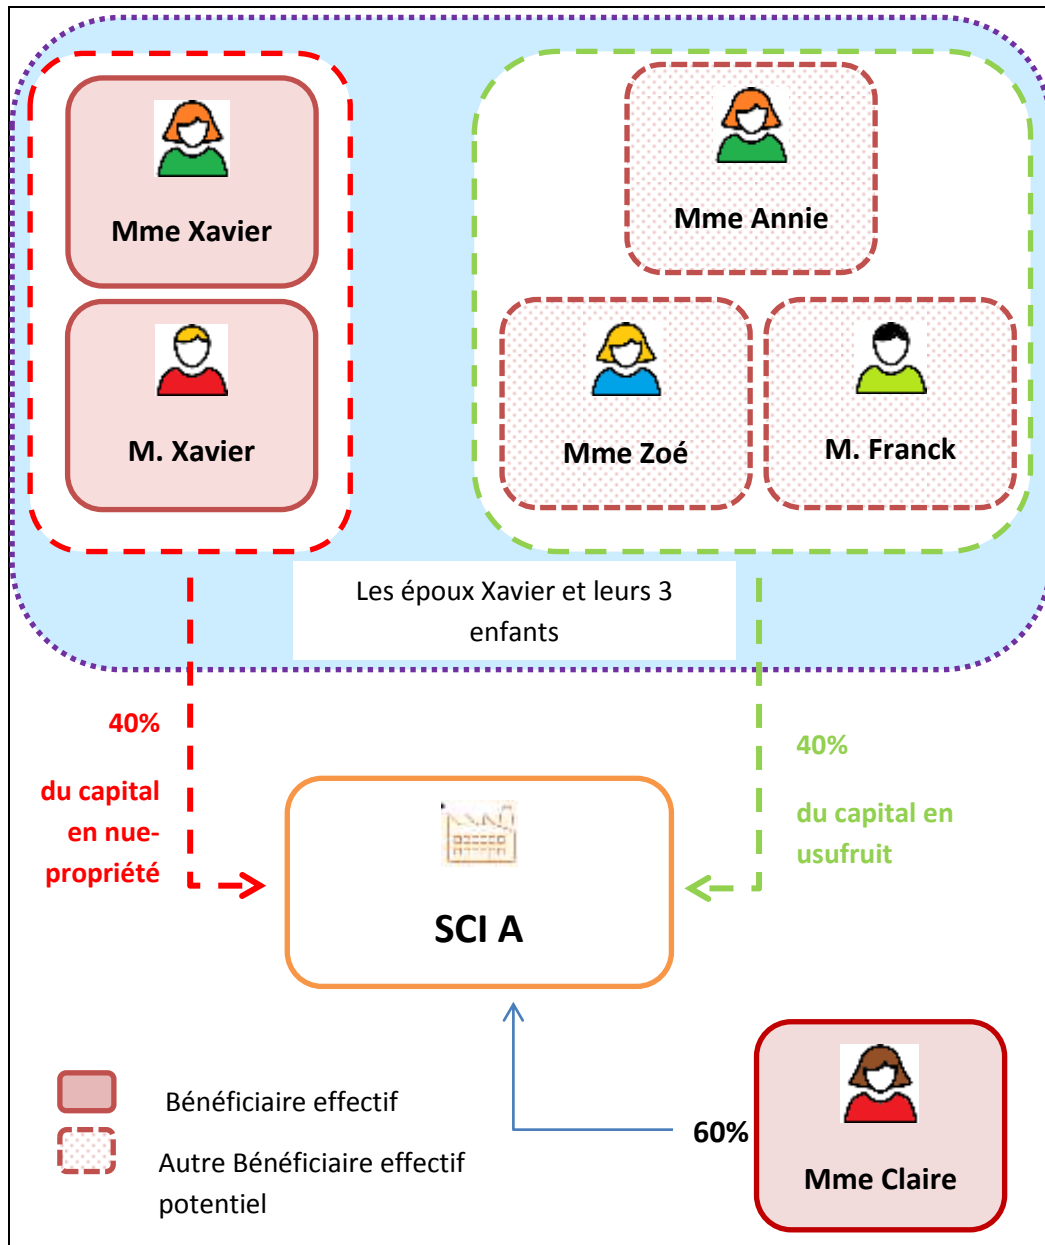 Mme Xavier
M. Xavier
Mme Annie
Mme Zoé
M. Franck
Les époux Xavier et leurs 3
enfants
40%
du capital
en nue-
propriété
40%
du capital en
usufruit
SCI A
60%
Mme Claire
Bénéficiaire effectif
Autre Bénéficiaire effectif
potentiel